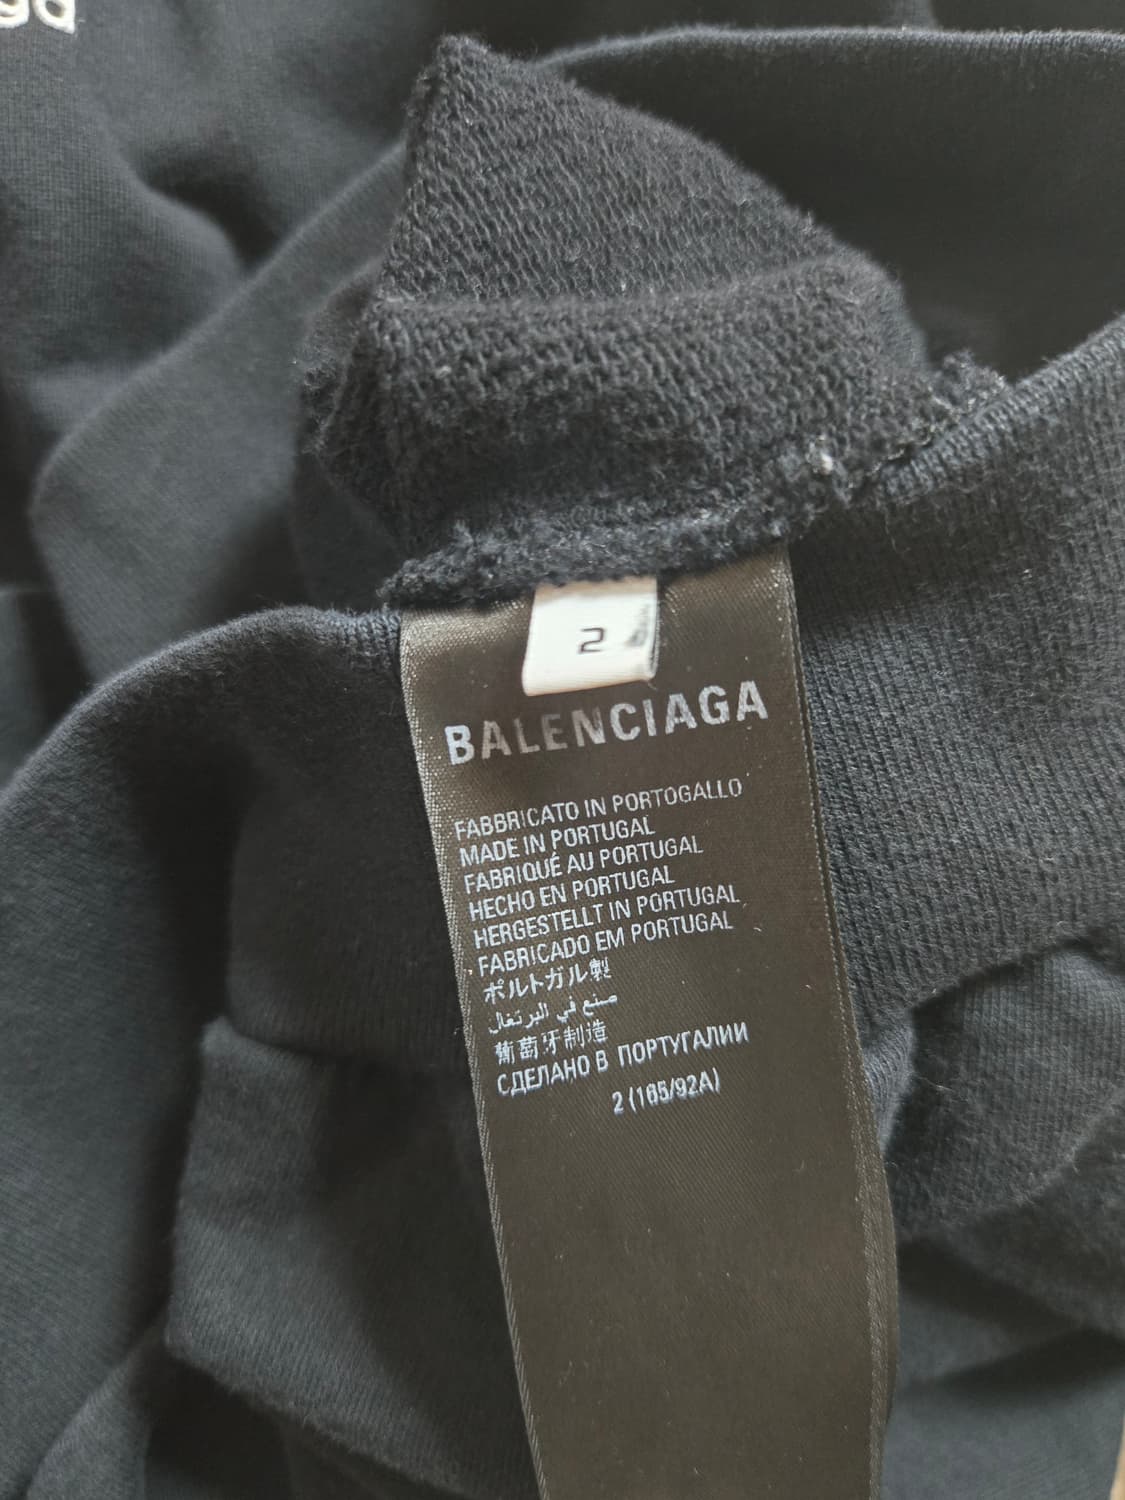 ga
2
BALENCIAGA
FABBRICATO IN PORTOGALLO
MADE IN PORTUGAL
FABRIQUÉ AU PORTUGAL
HECHO EN PORTUGAL
HERGESTELLT IN PORTUGAL
FABRICADO EM PORTUGAL
ポルトガル製
صنع في البرتغال
葡萄牙制造
СДЕЛАНО В ПОРТУГАЛИИ
2 (165/92A)